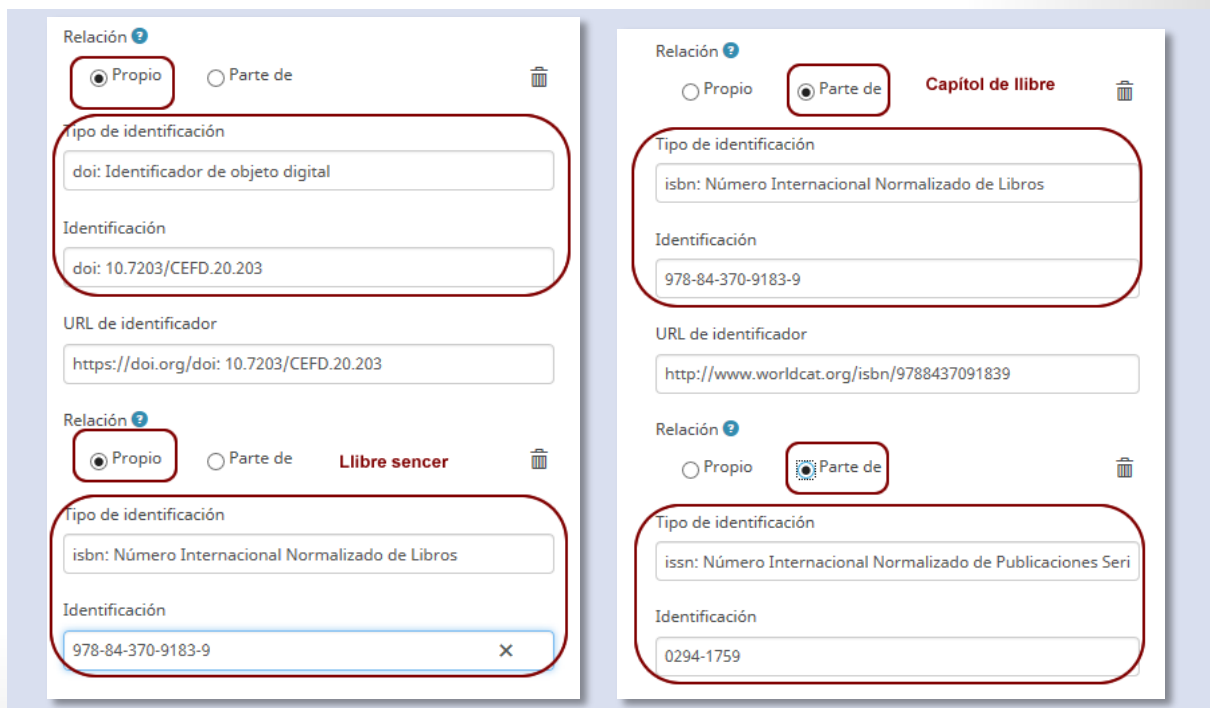 Relación ?
Propio Parte de
Tipo de identificación
doi: Identificador de objeto digital
Identificación
doi: 10.7203/CEFD.20.203
URL de identificador
https://doi.org/doi: 10.7203/CEFD.20.203
Relación ?
Propio Parte de Llibre sencer
Tipo de identificación
isbn: Número Internacional Normalizado de Libros
Identificación
978-84-370-9183-9
Relación ?
Propio Parte de Capítol de llibre
Tipo de identificación
isbn: Número Internacional Normalizado de Libros
Identificación
978-84-370-9183-9
URL de identificador
http://www.worldcat.org/isbn/9788437091839
Relación ?
Propio Parte de
Tipo de identificación
issn: Número Internacional Normalizado de Publicaciones Seri
Identificación
0294-1759